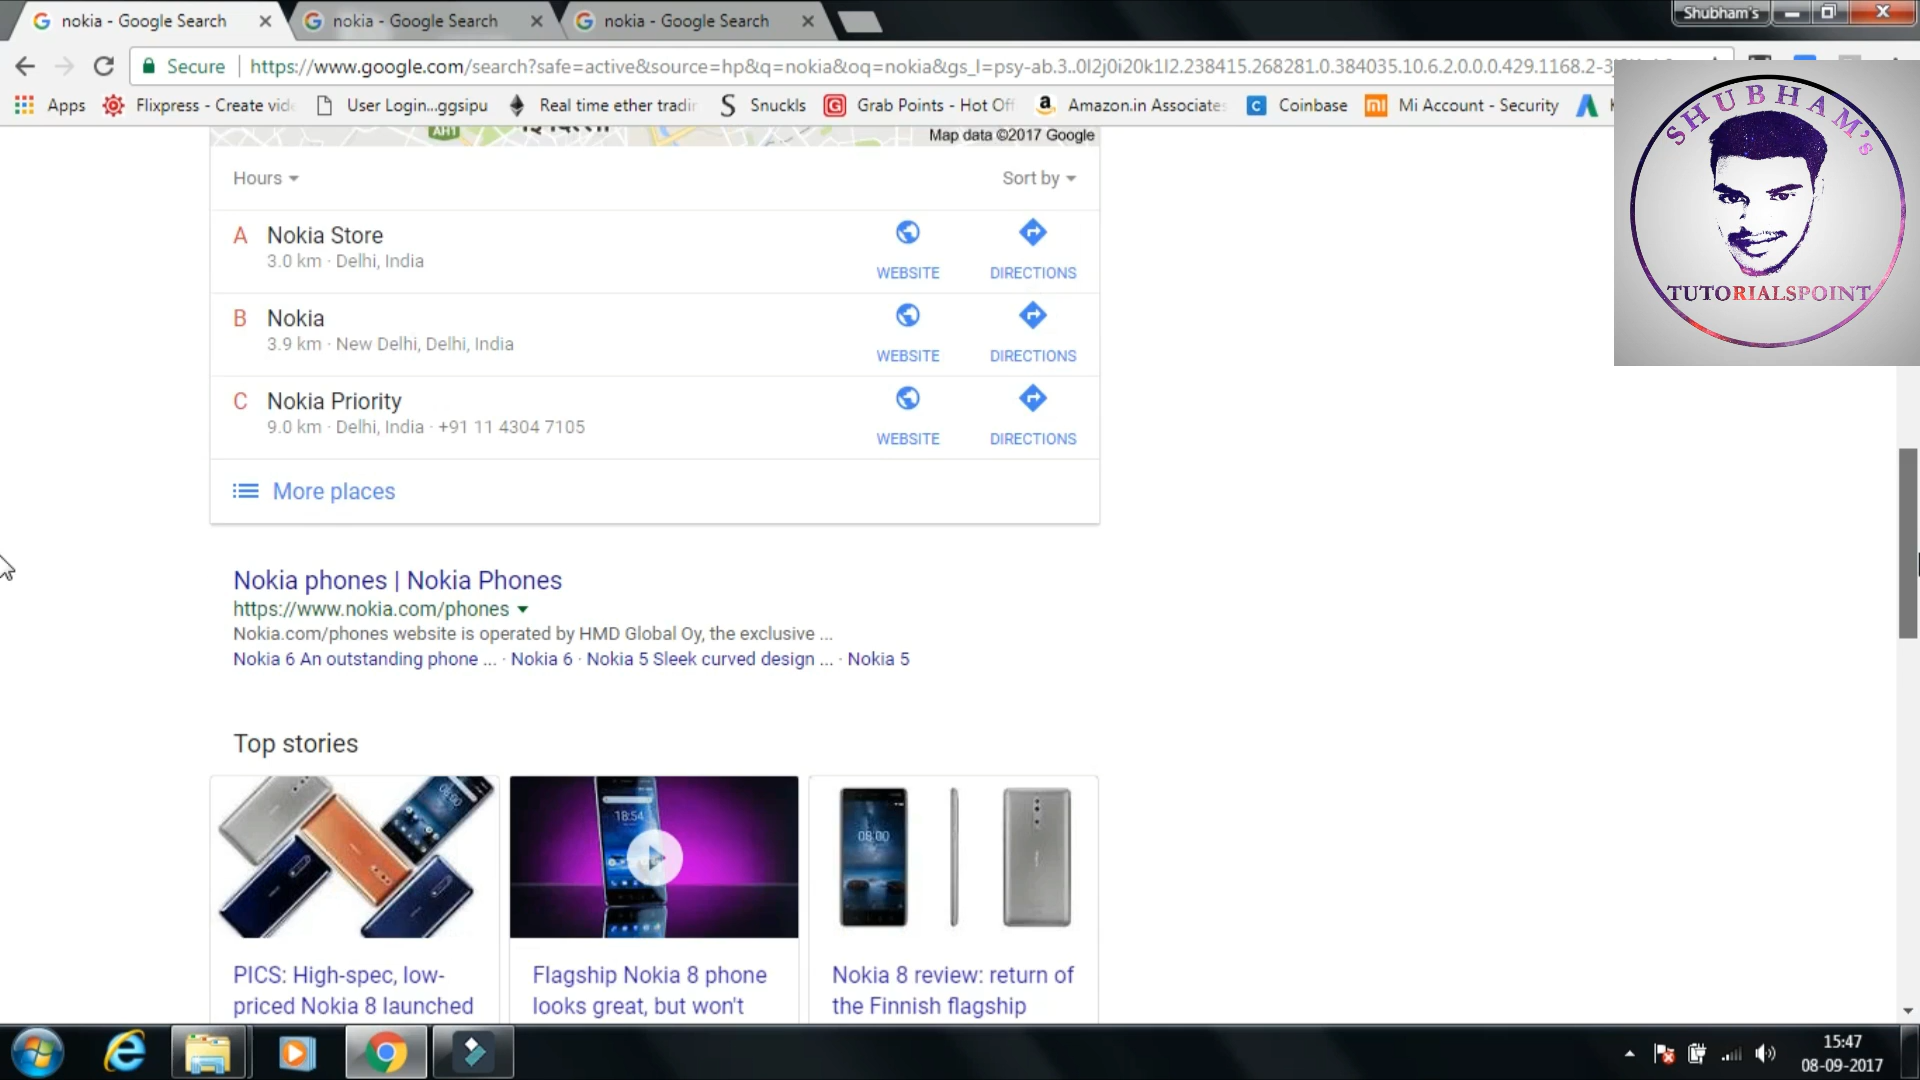 nokia - Google Search
nokia - Google Search
nokia - Google Search
Shubham's
Secure
https://www.google.com/search?safe=active&source=hp&q=nokia&oq=nokia&gs_l=psy-ab.3..0l2j0i20k1l2.238415.268281.0.384035.10.6.2.0.0.0.429.1168.2-3
Apps
Flixpress - Create vid
User Login...ggsipu
Real time ether tradin
Snuckls
Grab Points - Hot Off
Amazon.in Associates
Coinbase
Mi Account - Security
SHUBHAM's
TUTORIALSPOINT
AH1
Map data ©2017 Google
Hours
Sort by
A Nokia Store
3.0 km · Delhi, India
WEBSITE
DIRECTIONS
B Nokia
3.9 km · New Delhi, Delhi, India
WEBSITE
DIRECTIONS
C Nokia Priority
9.0 km · Delhi, India · +91 11 4304 7105
WEBSITE
DIRECTIONS
More places
Nokia phones | Nokia Phones
https://www.nokia.com/phones
Nokia.com/phones website is operated by HMD Global Oy, the exclusive ...
Nokia 6 An outstanding phone ... · Nokia 6 · Nokia 5 Sleek curved design ... · Nokia 5
Top stories
08:00
18:54
08:00
PICS: High-spec, low-
priced Nokia 8 launched
Flagship Nokia 8 phone
looks great, but won't
Nokia 8 review: return of
the Finnish flagship
15:47
08-09-2017